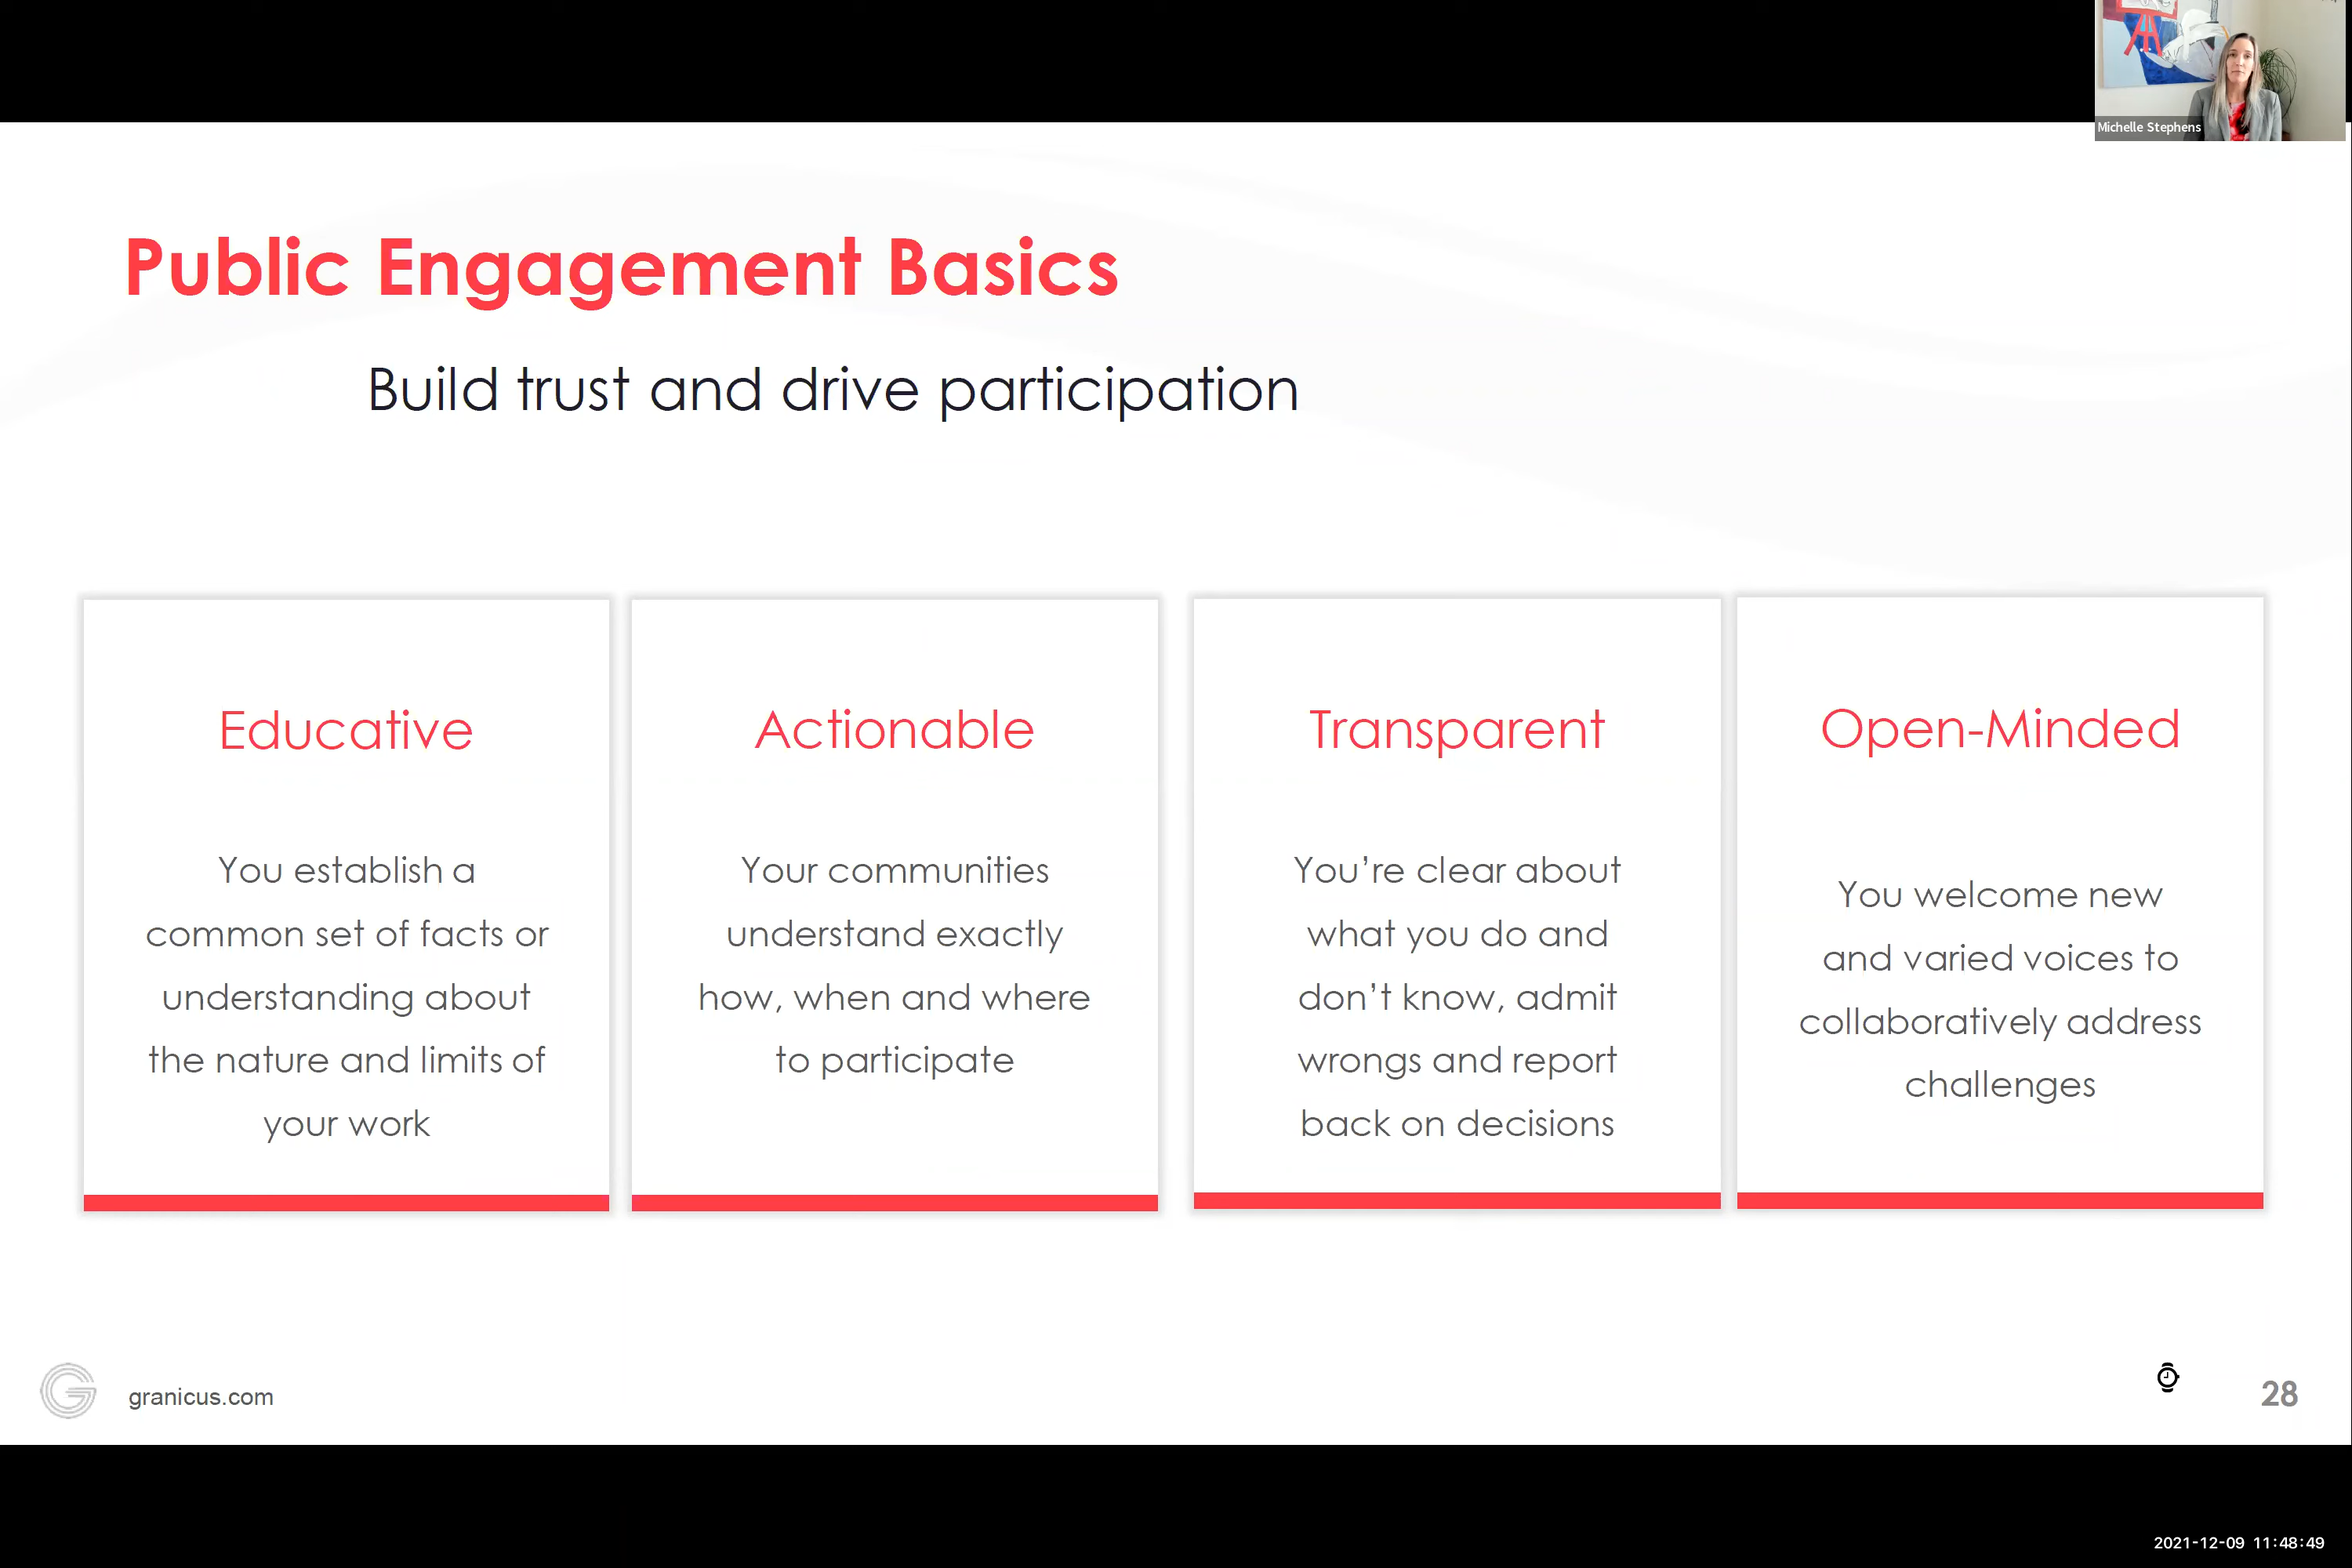 Michelle Stephens
Public Engagement Basics
Build trust and drive participation
Educative
You establish a
common set of facts or
understanding about
the nature and limits of
your work
Actionable
Your communities
understand exactly
how, when and where
to participate
Transparent
You’re clear about
what you do and
don’t know, admit
wrongs and report
back on decisions
Open-Minded
You welcome new
and varied voices to
collaboratively address
challenges
granicus.com
28
2021-12-09 11:48:49